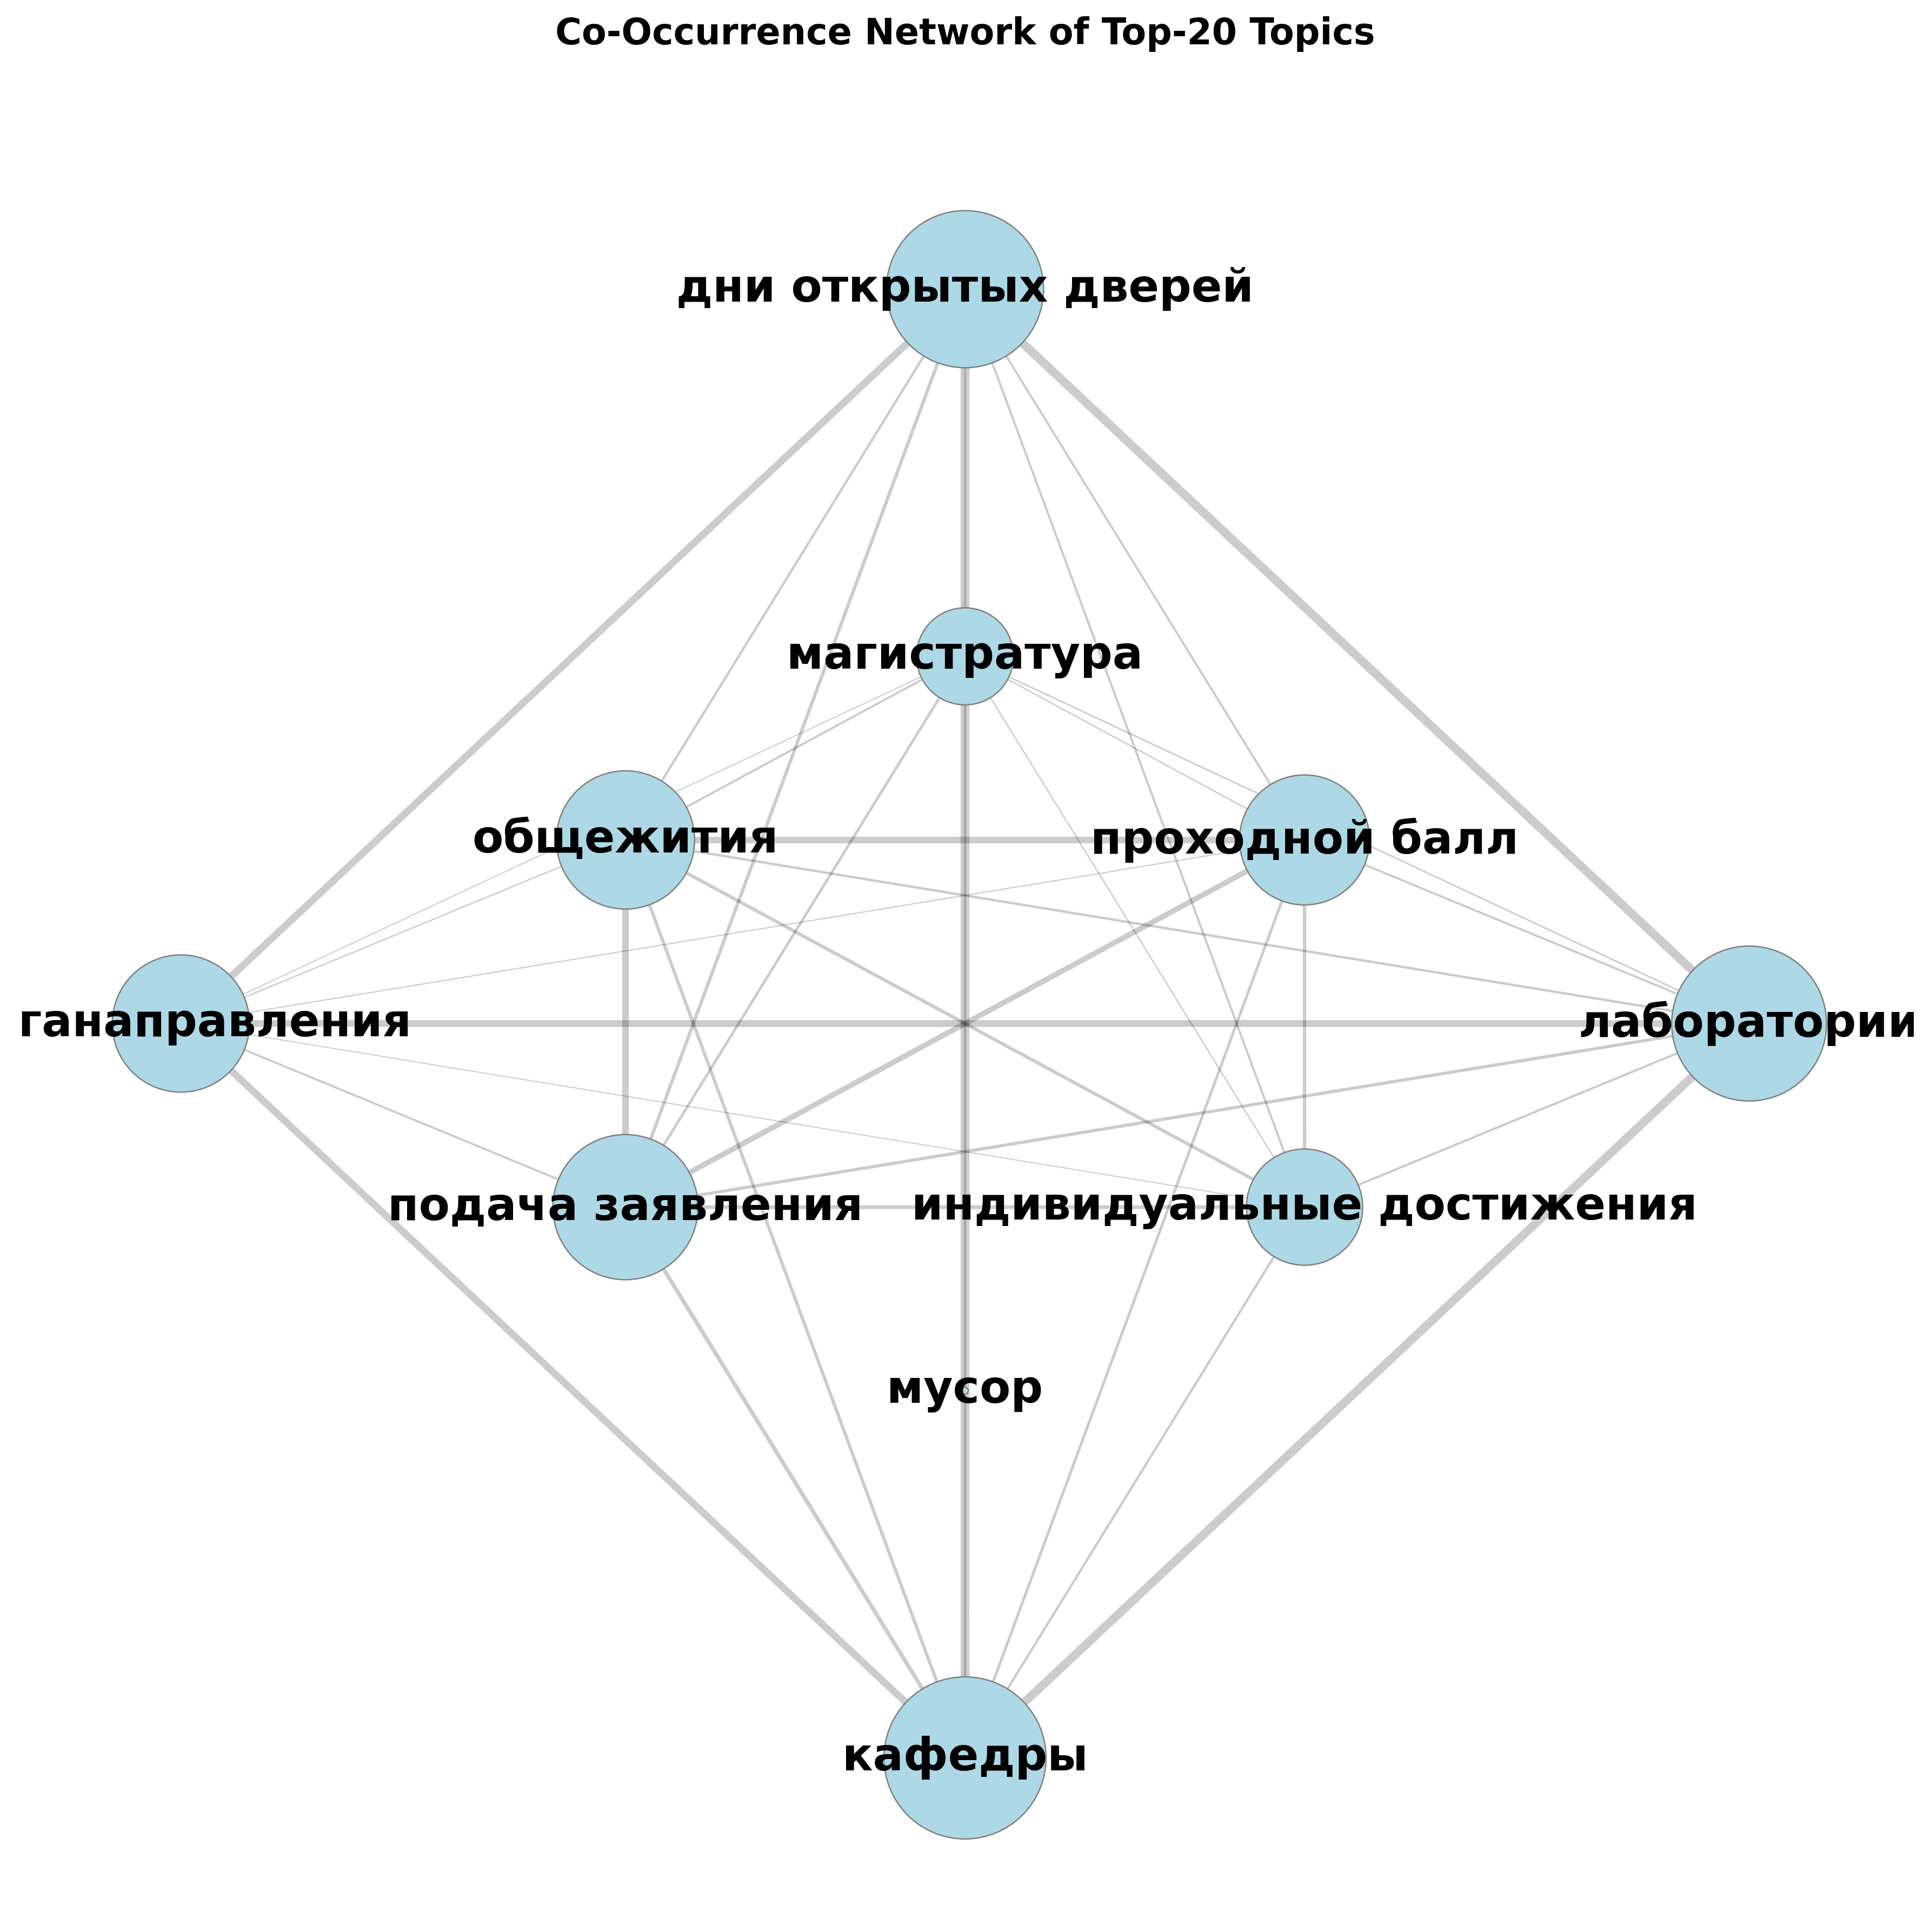 Co-Occurrence Network of Top-20 Topics
дни открытых дверей
магистратура
общежития
проходной балл
ганаправления
лаборатории
подача заявления
индивидуальные достижения
мусор
кафедры